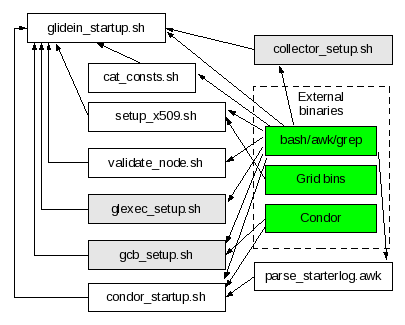 glidein_startup.sh
collector_setup.sh
cat_consts.sh
External
binaries
setup_x509.sh
bash/awk/grep
validate_node.sh
Grid bins
glexec_setup.sh
Condor
gcb_setup.sh
parse_starterlog.awk
condor_startup.sh